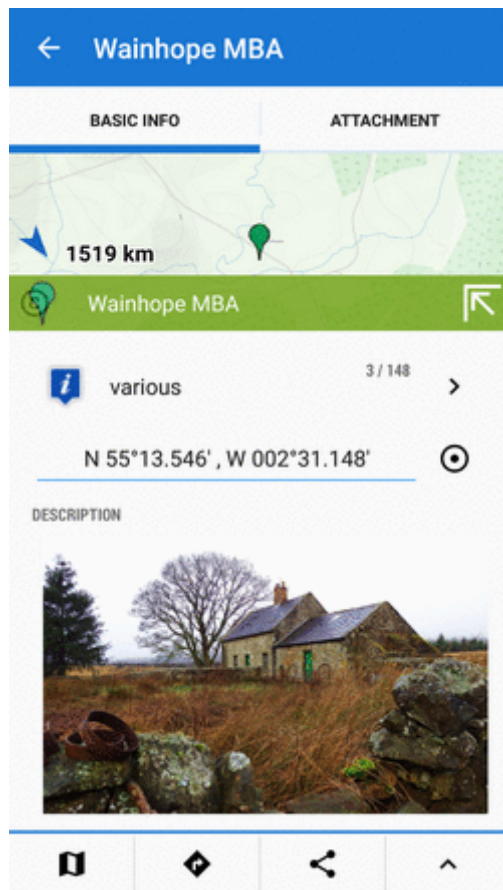 Wainhope MBA
BASIC INFO
ATTACHMENT
1519 km
Wainhope MBA
various
3 / 148
N 55°13.546' , W 002°31.148'
DESCRIPTION